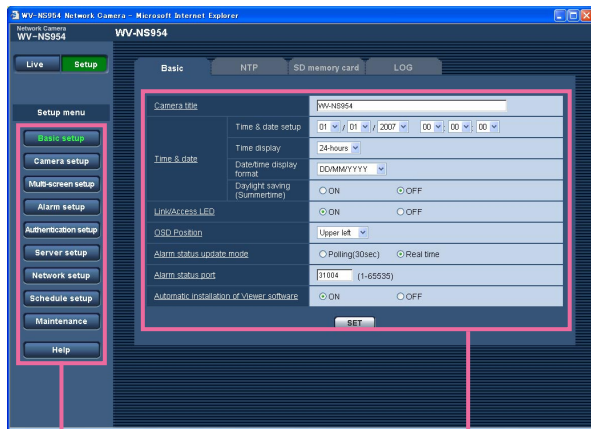 WV-NS954 Network Camera - Microsoft Internet Explorer
Network Camera
WV-NS954
WV-NS954
Live Setup
Basic NTP SD memory card LOG
Setup menu
Basic setup
Camera setup
Multi-screen setup
Alarm setup
Authentication setup
Server setup
Network setup
Schedule setup
Maintenance
Help
Camera title WV-NS954
Time & date
Time & date setup 01 / 01 / 2007 00 : 00 : 00
Time display 24-hours
Date/time display
format DD/MM/YYYY
Daylight saving
(Summertime) ON OFF
Link/Access LED ON OFF
OSD Position Upper left
Alarm status update
mode Polling(30sec) Real time
Alarm status port 31004 (1-65535)
Automatic installation of Viewer software ON OFF
SET